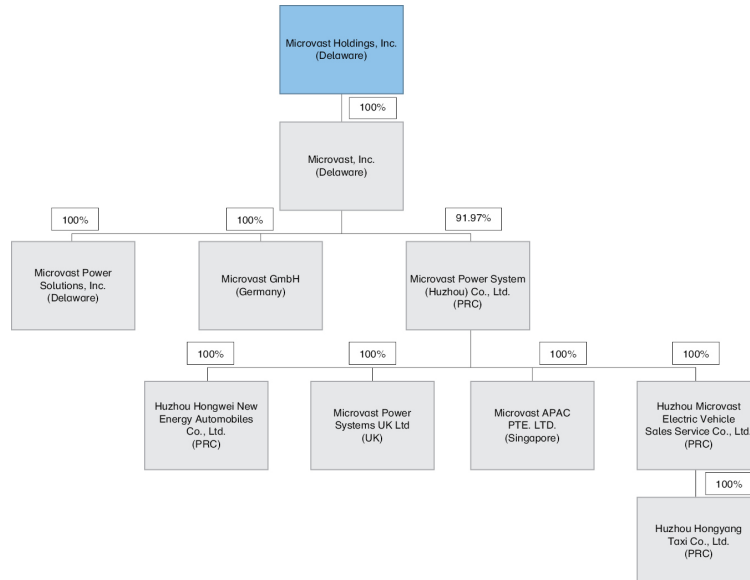 Microvast Holdings, Inc.
(Delaware)
100%
Microvast, Inc.
(Delaware)
100%
100%
91.97%
Microvast Power
Solutions, Inc.
(Delaware)
Microvast GmbH
(Germany)
Microvast Power System
(Huzhou) Co., Ltd.
(PRC)
100%
100%
100%
100%
Huzhou Hongwei New
Energy Automobiles
Co., Ltd.
(PRC)
Microvast Power
Systems UK Ltd
(UK)
Microvast APAC
PTE. LTD.
(Singapore)
Huzhou Microvast
Electric Vehicle
Sales Service Co., Ltd.
(PRC)
100%
Huzhou Hongyang
Taxi Co., Ltd.
(PRC)